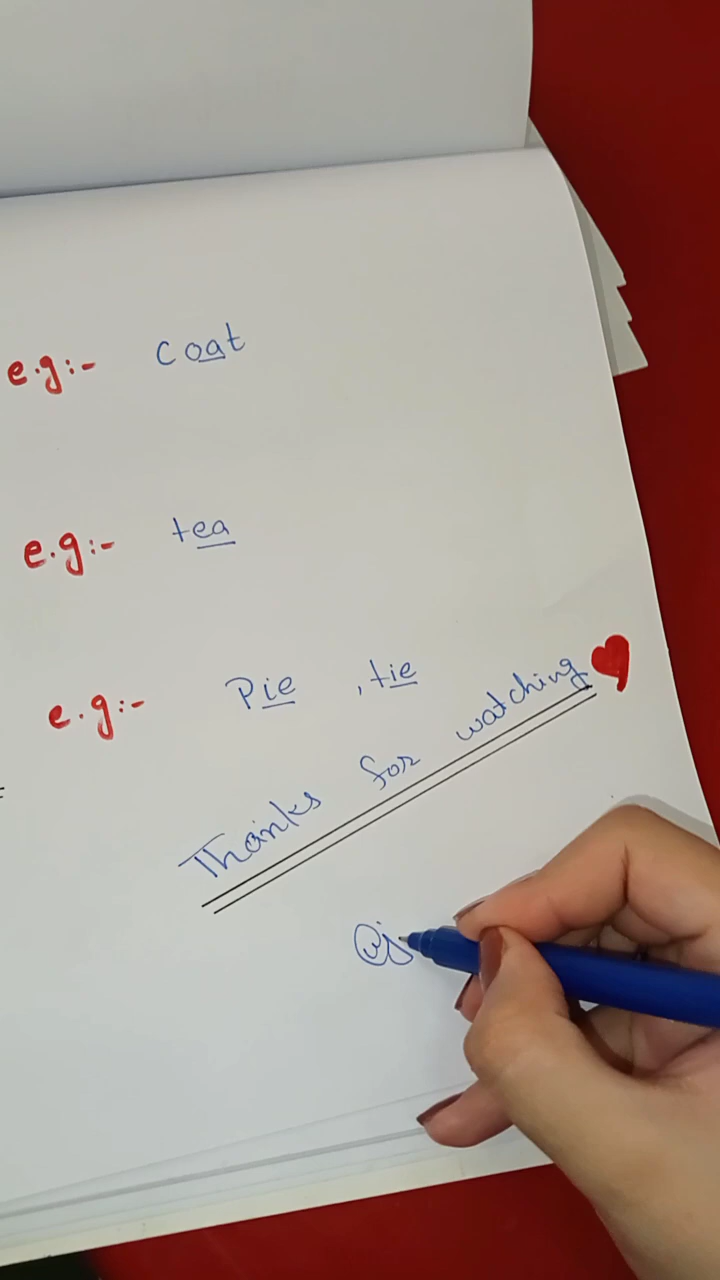 e.g:- coat
e.g:- tea
e.g:- Pie , tie
Thanks for watching
@j